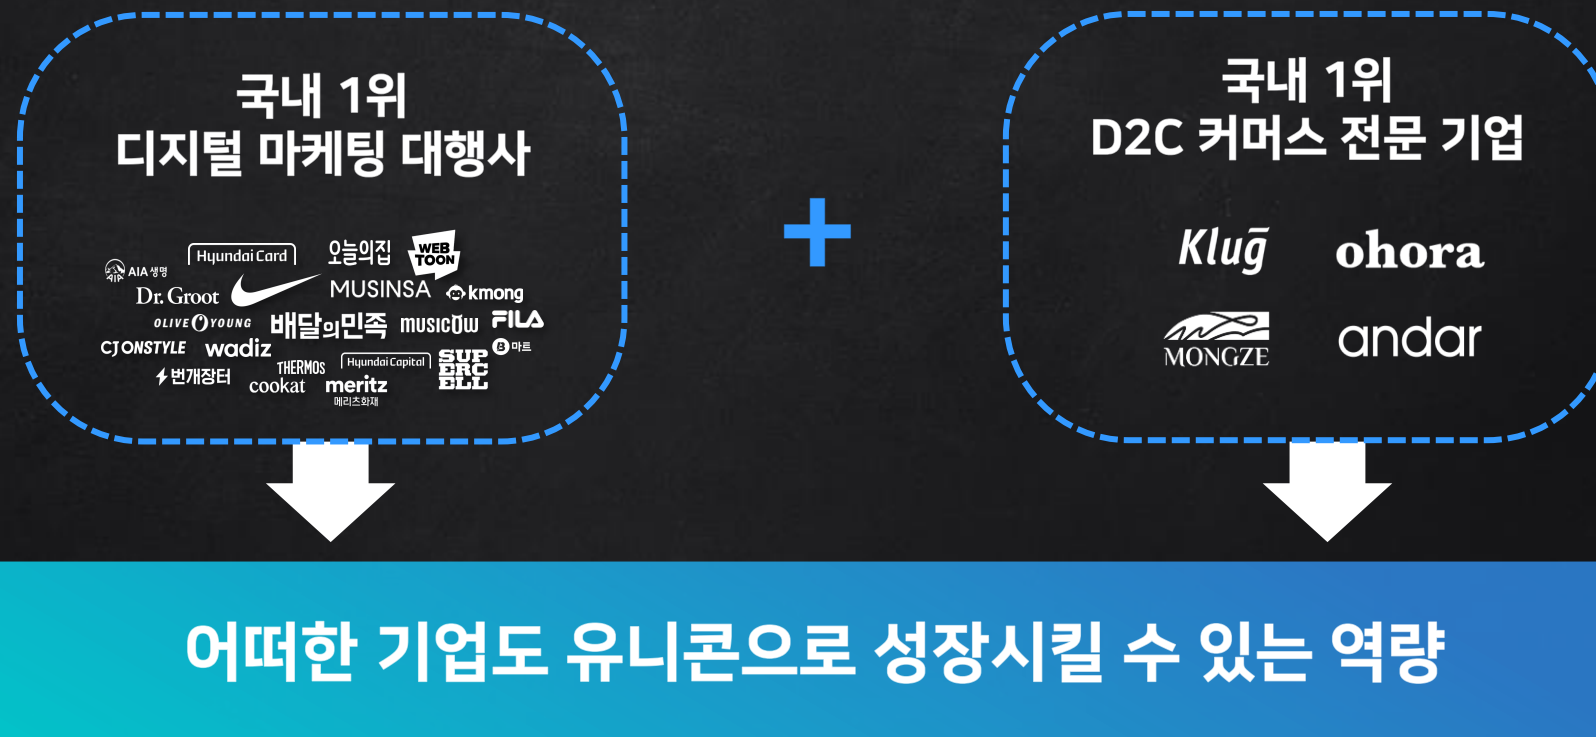 국내 1위
디지털 마케팅 대행사
Hyundai Card
오늘의집
WEB
TOON
AIA
AIA 생명
Dr. Groot
MUSINSA
kmong
OLIVE YOUNG
배달의민족
musicow
FILA
CJ ONSTYLE
wadiz
THERMOS
Hyundai Capital
SUP
ERC
ELL
B 마트
번개장터
cookat
meritz
메리츠화재
+
국내 1위
D2C 커머스 전문 기업
Klug
ohora
MONGZE
andar
어떠한 기업도 유니콘으로 성장시킬 수 있는 역량